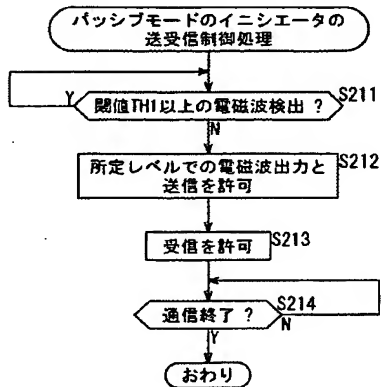 パッシブモードのイニシエータの
送受信制御処理
閾値TH1以上の電磁波検出 ?
S211
Y
N
所定レベルでの電磁波出力と
送信を許可
S212
受信を許可
S213
通信終了 ?
S214
N
Y
おわり